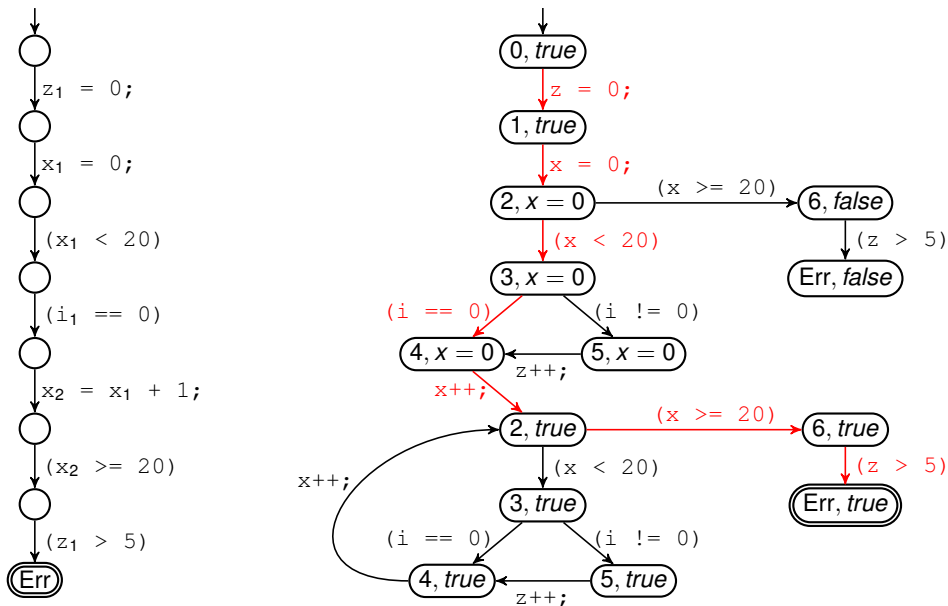 z₁ = 0;
x₁ = 0;
(x₁ < 20)
(i₁ == 0)
x₂ = x₁ + 1;
(x₂ >= 20)
(z₁ > 5)
Err
0, true
z = 0;
1, true
x = 0;
2, x = 0
(x >= 20)
6, false
(x < 20)
(z > 5)
3, x = 0
Err, false
(i == 0)
(i != 0)
4, x = 0
z++;
5, x = 0
x++;
2, true
(x >= 20)
6, true
(x < 20)
(z > 5)
x++;
3, true
Err, true
(i == 0)
(i != 0)
4, true
z++;
5, true